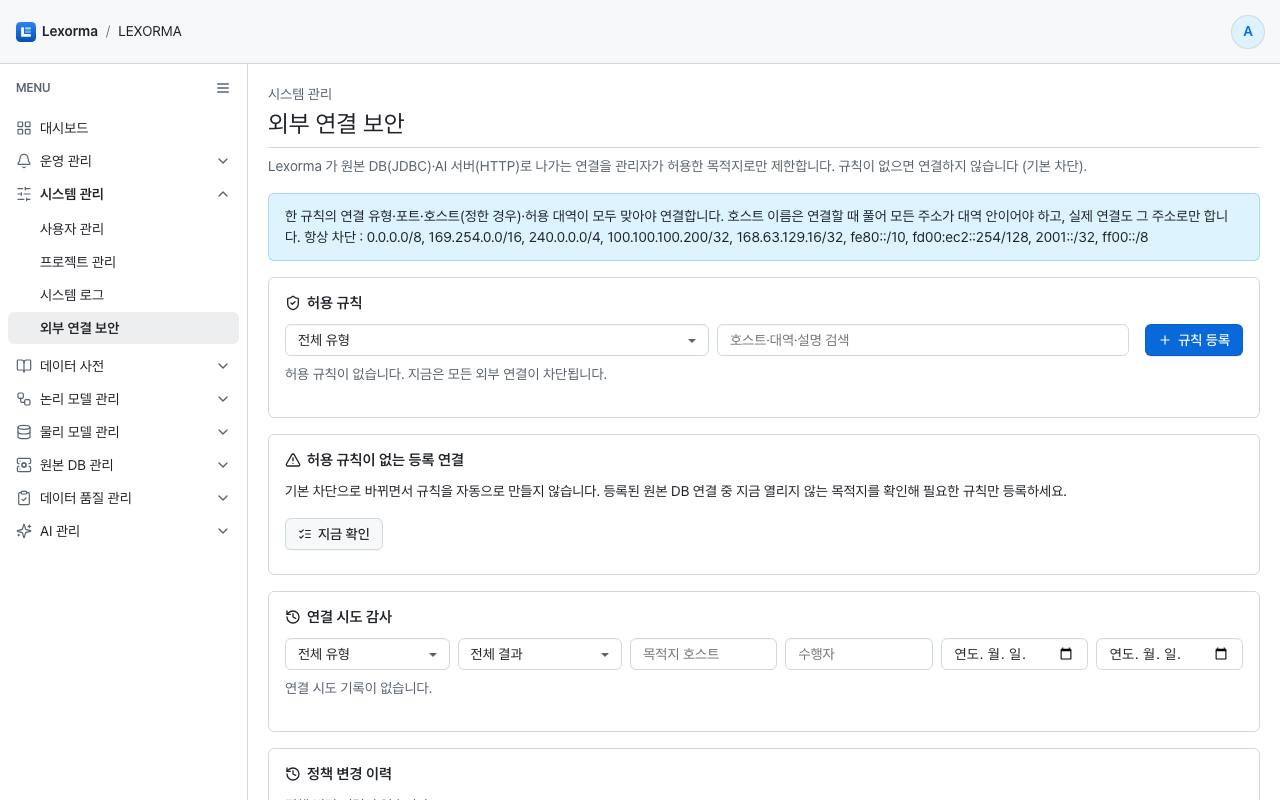 Lexorma / LEXORMA
A
MENU
대시보드
운영 관리
시스템 관리
사용자 관리
프로젝트 관리
시스템 로그
외부 연결 보안
데이터 사전
논리 모델 관리
물리 모델 관리
원본 DB 관리
데이터 품질 관리
AI 관리
시스템 관리
외부 연결 보안
Lexorma 가 원본 DB(JDBC)·AI 서버(HTTP)로 나가는 연결을 관리자가 허용한 목적지로만 제한합니다. 규칙이 없으면 연결하지 않습니다 (기본 차단).
한 규칙의 연결 유형·포트·호스트(정한 경우)·허용 대역이 모두 맞아야 연결합니다. 호스트 이름은 연결할 때 풀어 모든 주소가 대역 안이어야 하고, 실제 연결도 그 주소로만 합니
다. 항상 차단 : 0.0.0.0/8, 169.254.0.0/16, 240.0.0.0/4, 100.100.100.200/32, 168.63.129.16/32, fe80::/10, fd00:ec2::254/128, 2001::/32, ff00::/8
허용 규칙
전체 유형
호스트·대역·설명 검색
규칙 등록
허용 규칙이 없습니다. 지금은 모든 외부 연결이 차단됩니다.
허용 규칙이 없는 등록 연결
기본 차단으로 바뀌면서 규칙을 자동으로 만들지 않습니다. 등록된 원본 DB 연결 중 지금 열리지 않는 목적지를 확인해 필요한 규칙만 등록하세요.
지금 확인
연결 시도 감사
전체 유형
전체 결과
목적지 호스트
수행자
연도. 월. 일.
연도. 월. 일.
연결 시도 기록이 없습니다.
정책 변경 이력